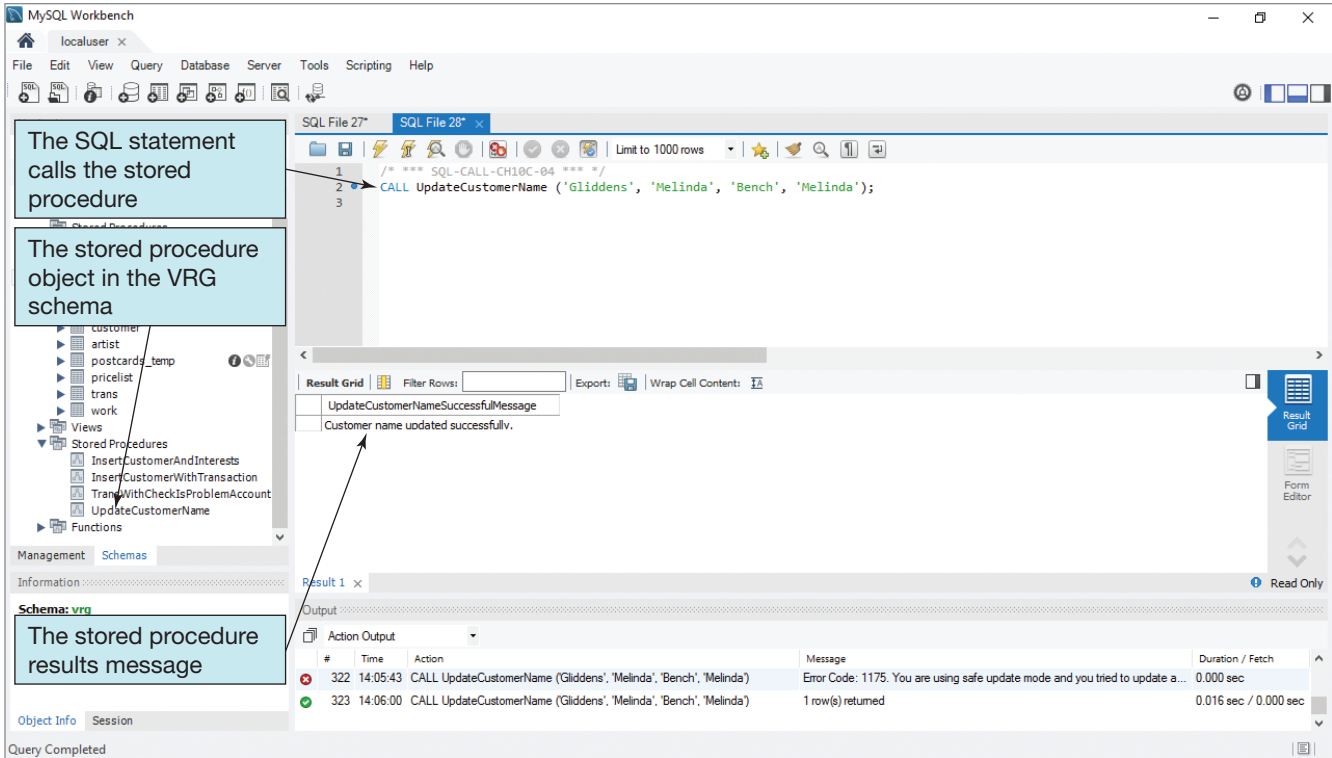 MySQL Workbench
localuser
File Edit View Query Database Server Tools Scripting Help
The SQL statement
calls the stored
procedure
Stored Procedures
The stored procedure
object in the VRG
schema
customer
artist
postcards_temp
pricelist
trans
work
Views
Stored Procedures
InsertCustomerAndInterests
InsertCustomerWithTransaction
TransWithCheckIsProblemAccount
UpdateCustomerName
Functions
Management Schemas
Information
Schema: vrg
The stored procedure
results message
Object Info Session
SQL File 27* SQL File 28*
Limit to 1000 rows
1 /* *** SQL-CALL-CH10C-04 *** */
2 CALL UpdateCustomerName ('Gliddens', 'Melinda', 'Bench', 'Melinda');
3
Result Grid Filter Rows: Export: Wrap Cell Content:
UpdateCustomerNameSuccessfulMessage
Customer name updated successfully.
Result
Grid
Form
Editor
Result 1 Read Only
Output
Action Output
# Time Action Message Duration / Fetch
322 14:05:43 CALL UpdateCustomerName ('Gliddens', 'Melinda', 'Bench', 'Melinda') Error Code: 1175. You are using safe update mode and you tried to update a... 0.000 sec
323 14:06:00 CALL UpdateCustomerName ('Gliddens', 'Melinda', 'Bench', 'Melinda') 1 row(s) returned 0.016 sec / 0.000 sec
Query Completed